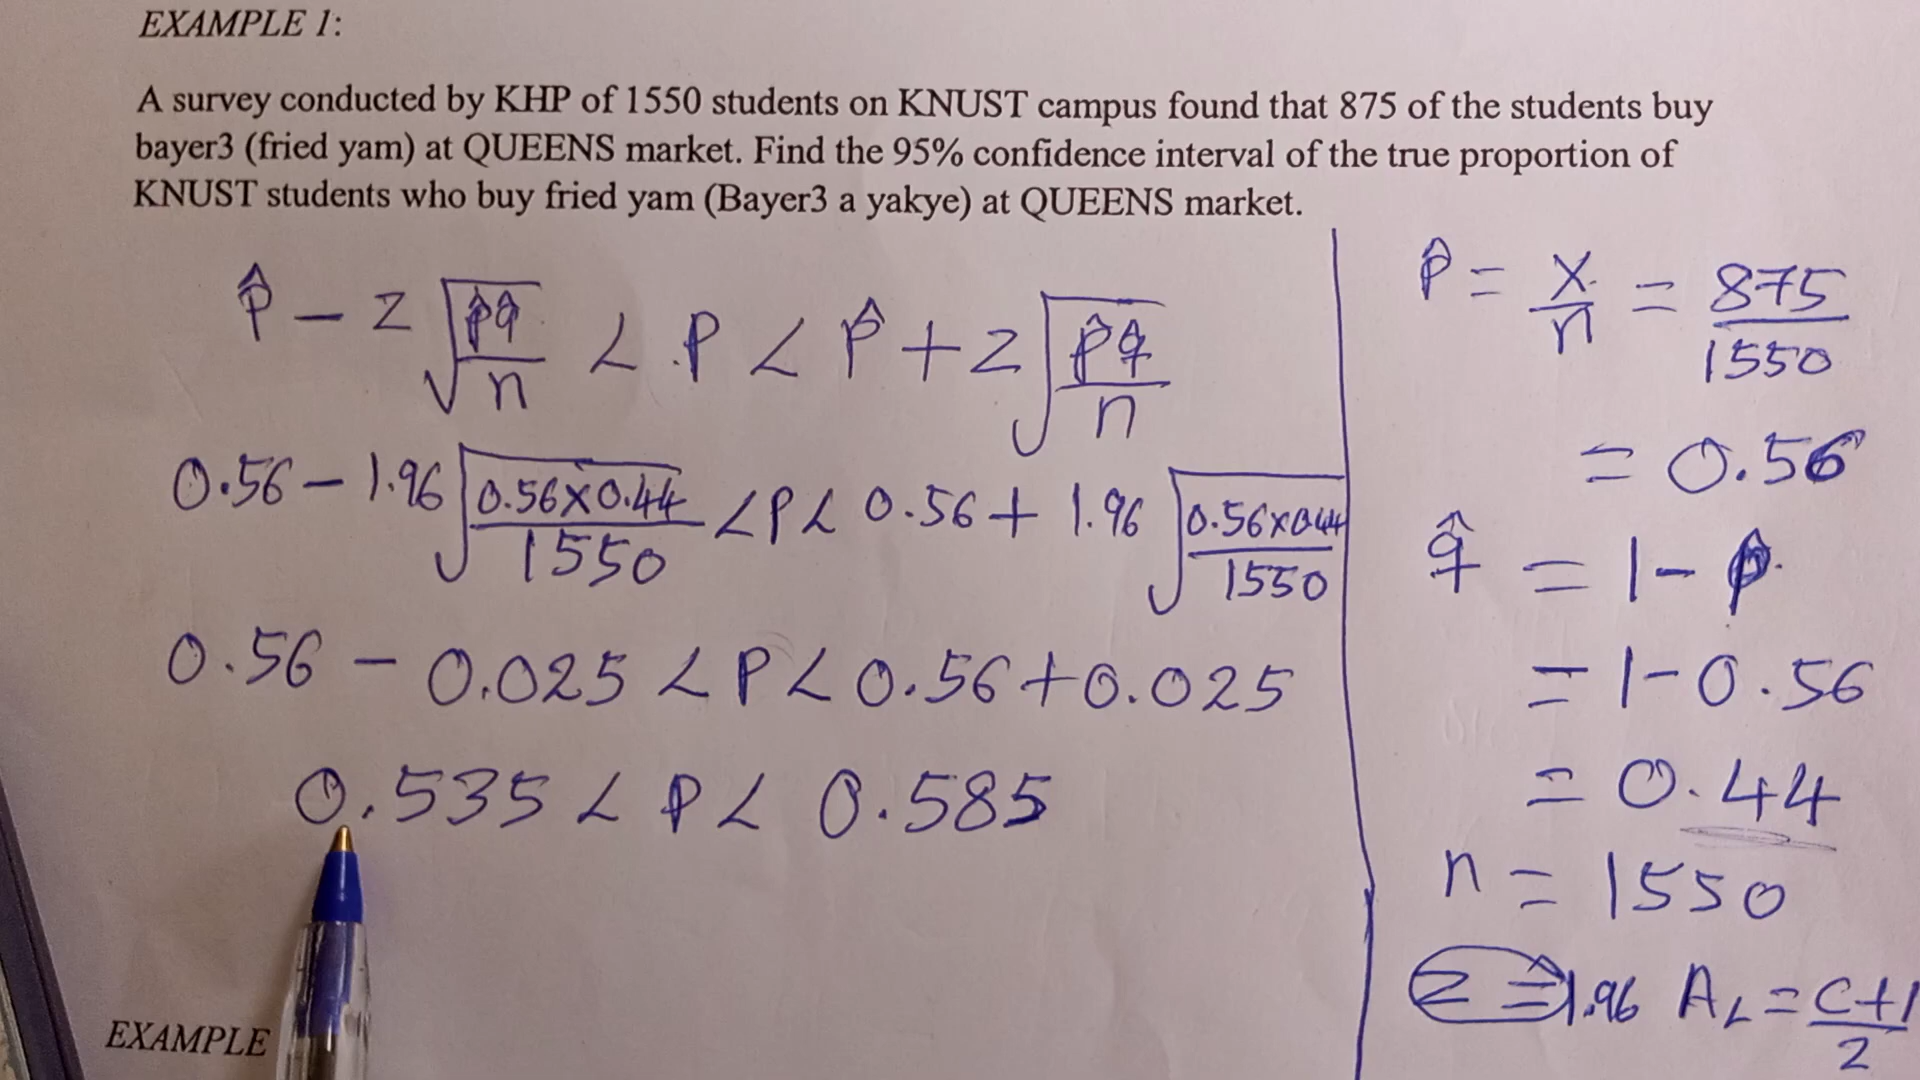 EXAMPLE 1:
A survey conducted by KHP of 1550 students on KNUST campus found that 875 of the students buy
bayer3 (fried yam) at QUEENS market. Find the 95% confidence interval of the true proportion of
KNUST students who buy fried yam (Bayer3 a yakye) at QUEENS market.
p̂ - z√(p̂q̂/n) < P < p̂ + z√(p̂q̂/n)
0.56 - 1.96√(0.56×0.44/1550) < P < 0.56 + 1.96√(0.56×0.44/1550)
0.56 - 0.025 < P < 0.56 + 0.025
0.535 < P < 0.585
p̂ = x/n = 875/1550
= 0.56
q̂ = 1 - p̂
= 1 - 0.56
= 0.44
n = 1550
z = 1.96 A_L = C+1/2
EXAMPLE